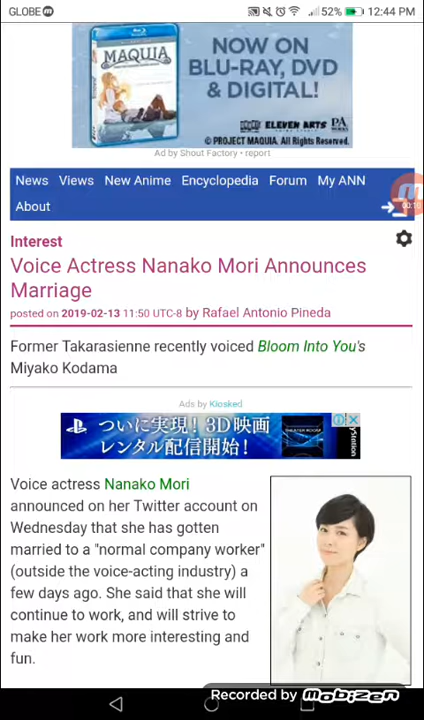 GLOBE
52% 12:44 PM
MAQUIA
NOW ON
BLU-RAY, DVD
& DIGITAL!
ELEVEN ARTS
© PROJECT MAQUIA. All Rights Reserved.
Ad by Shout Factory • report
News Views New Anime Encyclopedia Forum My ANN
About
Interest
Voice Actress Nanako Mori Announces
Marriage
posted on 2019-02-13 11:50 UTC-8 by Rafael Antonio Pineda
Former Takarasienne recently voiced Bloom Into You's
Miyako Kodama
Ads by Kiosked
ついに実現！3D映画
レンタル配信開始！
Voice actress Nanako Mori
announced on her Twitter account on
Wednesday that she has gotten
married to a "normal company worker"
(outside the voice-acting industry) a
few days ago. She said that she will
continue to work, and will strive to
make her work more interesting and
fun.
Recorded by mobizen